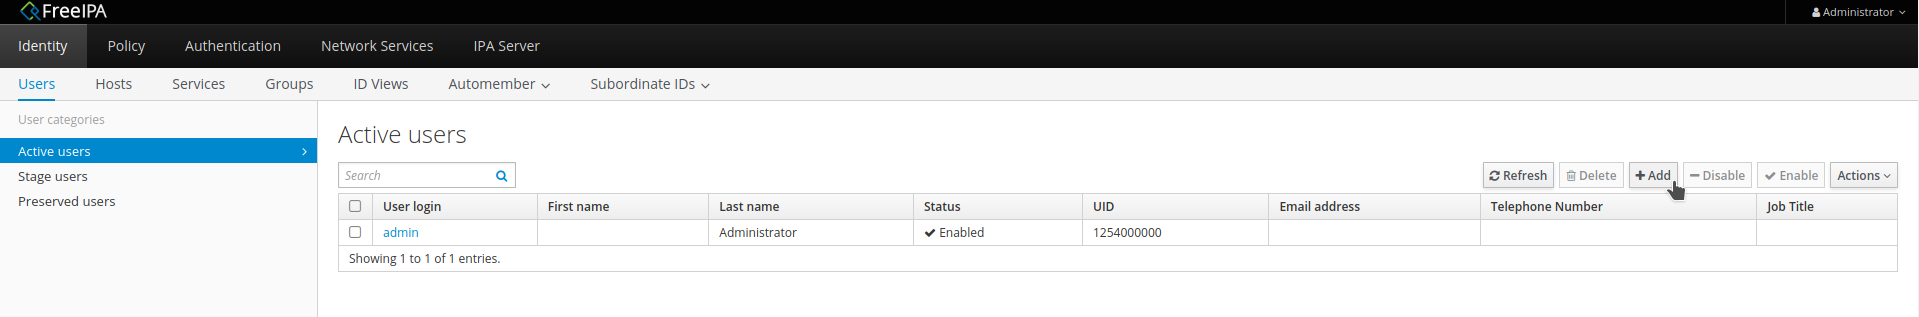 FreeIPA
Administrator
Identity Policy Authentication Network Services IPA Server
Users Hosts Services Groups ID Views Automember Subordinate IDs
User categories
Active users
Stage users
Preserved users
Active users
Search
Refresh Delete Add Disable Enable Actions
User login First name Last name Status UID Email address Telephone Number Job Title
admin Administrator Enabled 1254000000
Showing 1 to 1 of 1 entries.